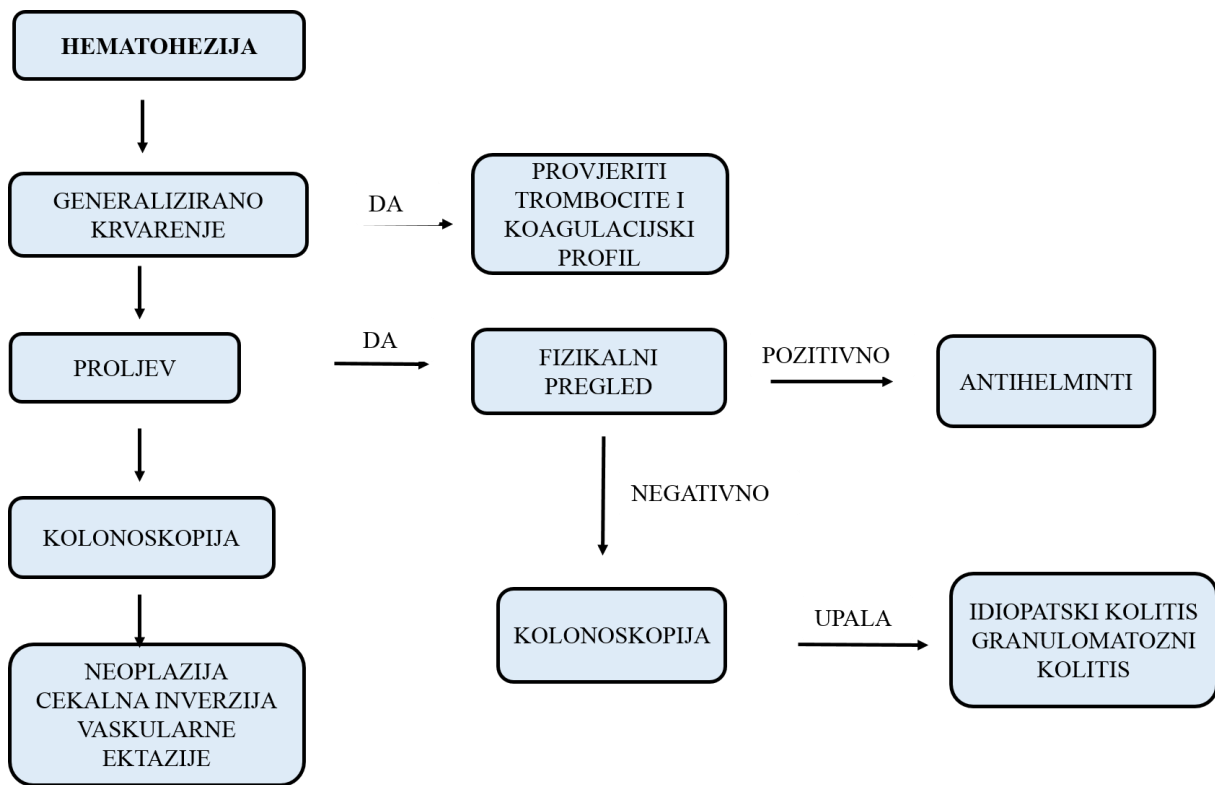 HEMATOHEZIJA
GENERALIZIRANO
KRVARENJE
DA
PROVJERITI
TROMBOCITE I
KOAGULACIJSKI
PROFIL
PROLJEV
DA
FIZIKALNI
PREGLED
POZITIVNO
ANTIHELMINTI
NEGATIVNO
KOLONOSKOPIJA
KOLONOSKOPIJA
UPALA
IDIOPATSKI KOLITIS
GRANULOMATOZNI
KOLITIS
NEOPLAZIJA
CEKALNA INVERZIJA
VASKULARNE
EKTAZIJE